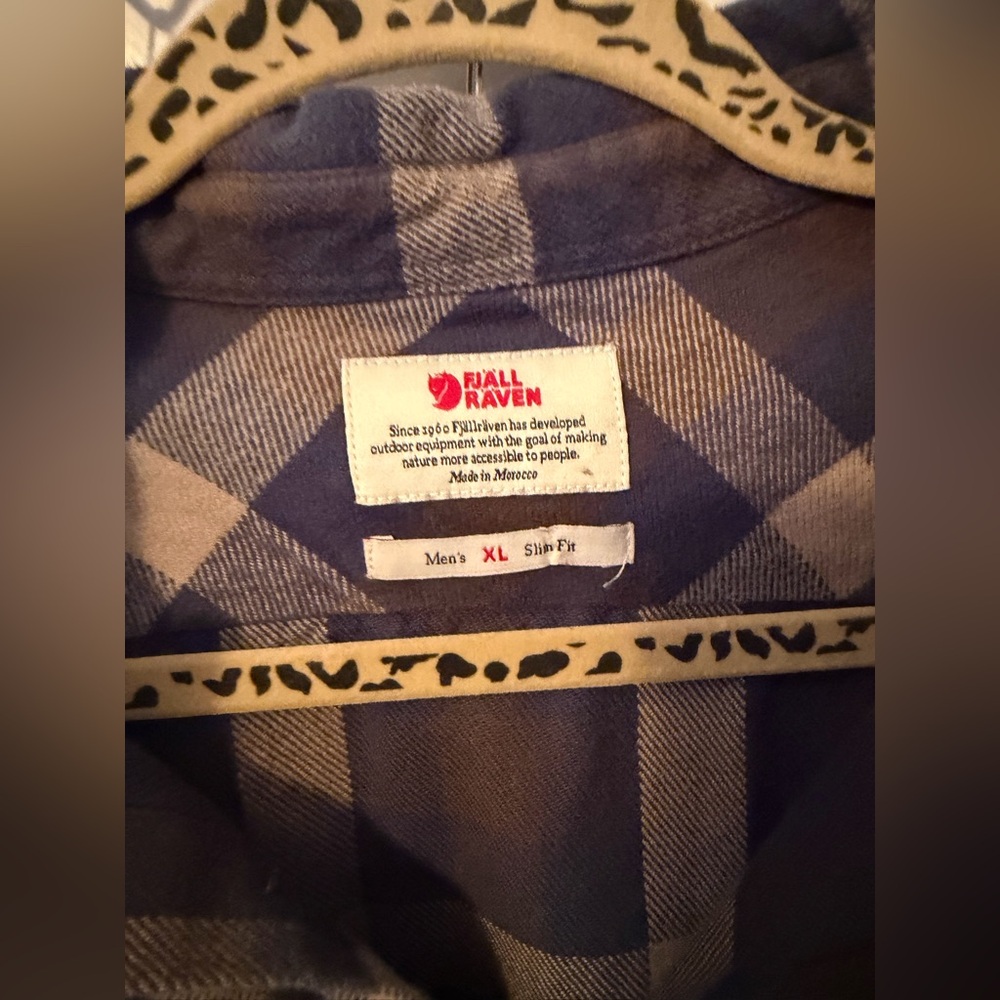 FJÄLL
RÄVEN
Since 1960 Fjällräven has developed
outdoor equipment with the goal of making
nature more accessible to people.
Made in Morocco
Men's XL Slim Fit